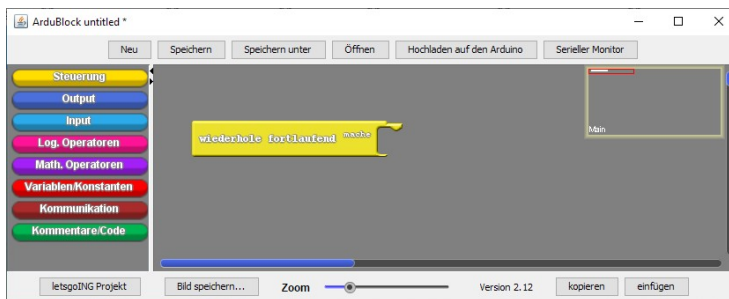 ArduBlock untitled *
Neu Speichern Speichern unter Öffnen Hochladen auf den Arduino Serieller Monitor
Steuerung
Output
Input
Log. Operatoren
Math. Operatoren
Variablen/Konstanten
Kommunikation
Kommentare/Code
wiederhole fortlaufend mache
Main
letsgoING Projekt Bild speichern... Zoom Version 2.12 kopieren einfügen